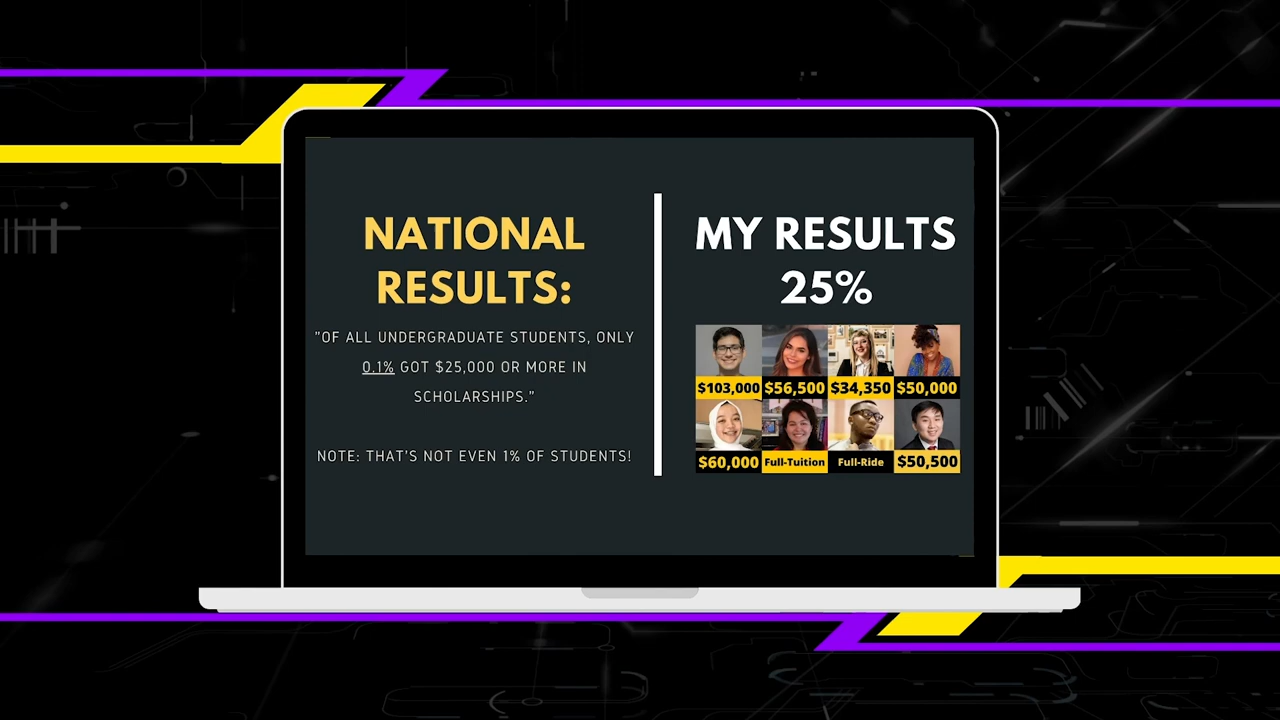 NATIONAL
RESULTS:
"OF ALL UNDERGRADUATE STUDENTS, ONLY
0.1% GOT $25,000 OR MORE IN
SCHOLARSHIPS."
NOTE: THAT'S NOT EVEN 1% OF STUDENTS!
MY RESULTS
25%
$103,000 $56,500 $34,350 $50,000
$60,000 Full-Tuition Full-Ride $50,500